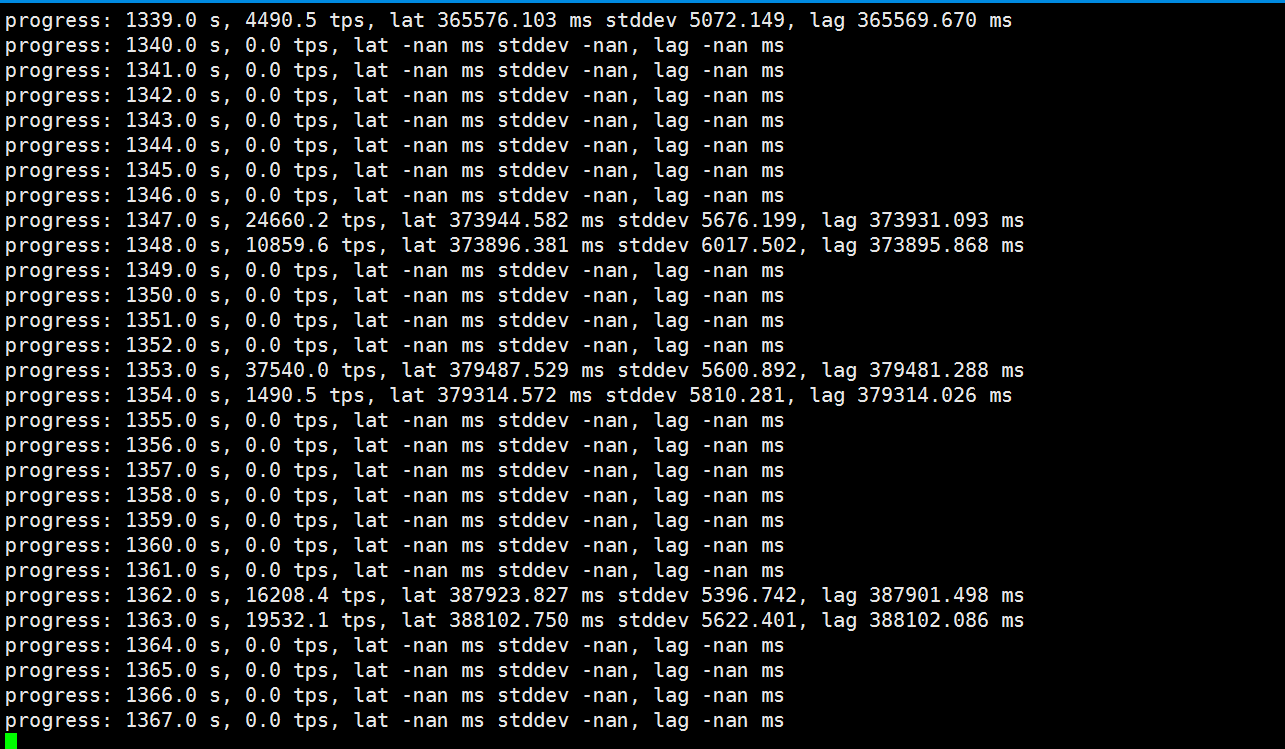 progress: 1339.0 s, 4490.5 tps, lat 365576.103 ms stddev 5072.149, lag 365569.670 ms
progress: 1340.0 s, 0.0 tps, lat -nan ms stddev -nan, lag -nan ms
progress: 1341.0 s, 0.0 tps, lat -nan ms stddev -nan, lag -nan ms
progress: 1342.0 s, 0.0 tps, lat -nan ms stddev -nan, lag -nan ms
progress: 1343.0 s, 0.0 tps, lat -nan ms stddev -nan, lag -nan ms
progress: 1344.0 s, 0.0 tps, lat -nan ms stddev -nan, lag -nan ms
progress: 1345.0 s, 0.0 tps, lat -nan ms stddev -nan, lag -nan ms
progress: 1346.0 s, 0.0 tps, lat -nan ms stddev -nan, lag -nan ms
progress: 1347.0 s, 24660.2 tps, lat 373944.582 ms stddev 5676.199, lag 373931.093 ms
progress: 1348.0 s, 10859.6 tps, lat 373896.381 ms stddev 6017.502, lag 373895.868 ms
progress: 1349.0 s, 0.0 tps, lat -nan ms stddev -nan, lag -nan ms
progress: 1350.0 s, 0.0 tps, lat -nan ms stddev -nan, lag -nan ms
progress: 1351.0 s, 0.0 tps, lat -nan ms stddev -nan, lag -nan ms
progress: 1352.0 s, 0.0 tps, lat -nan ms stddev -nan, lag -nan ms
progress: 1353.0 s, 37540.0 tps, lat 379487.529 ms stddev 5600.892, lag 379481.288 ms
progress: 1354.0 s, 1490.5 tps, lat 379314.572 ms stddev 5810.281, lag 379314.026 ms
progress: 1355.0 s, 0.0 tps, lat -nan ms stddev -nan, lag -nan ms
progress: 1356.0 s, 0.0 tps, lat -nan ms stddev -nan, lag -nan ms
progress: 1357.0 s, 0.0 tps, lat -nan ms stddev -nan, lag -nan ms
progress: 1358.0 s, 0.0 tps, lat -nan ms stddev -nan, lag -nan ms
progress: 1359.0 s, 0.0 tps, lat -nan ms stddev -nan, lag -nan ms
progress: 1360.0 s, 0.0 tps, lat -nan ms stddev -nan, lag -nan ms
progress: 1361.0 s, 0.0 tps, lat -nan ms stddev -nan, lag -nan ms
progress: 1362.0 s, 16208.4 tps, lat 387923.827 ms stddev 5396.742, lag 387901.498 ms
progress: 1363.0 s, 19532.1 tps, lat 388102.750 ms stddev 5622.401, lag 388102.086 ms
progress: 1364.0 s, 0.0 tps, lat -nan ms stddev -nan, lag -nan ms
progress: 1365.0 s, 0.0 tps, lat -nan ms stddev -nan, lag -nan ms
progress: 1366.0 s, 0.0 tps, lat -nan ms stddev -nan, lag -nan ms
progress: 1367.0 s, 0.0 tps, lat -nan ms stddev -nan, lag -nan ms